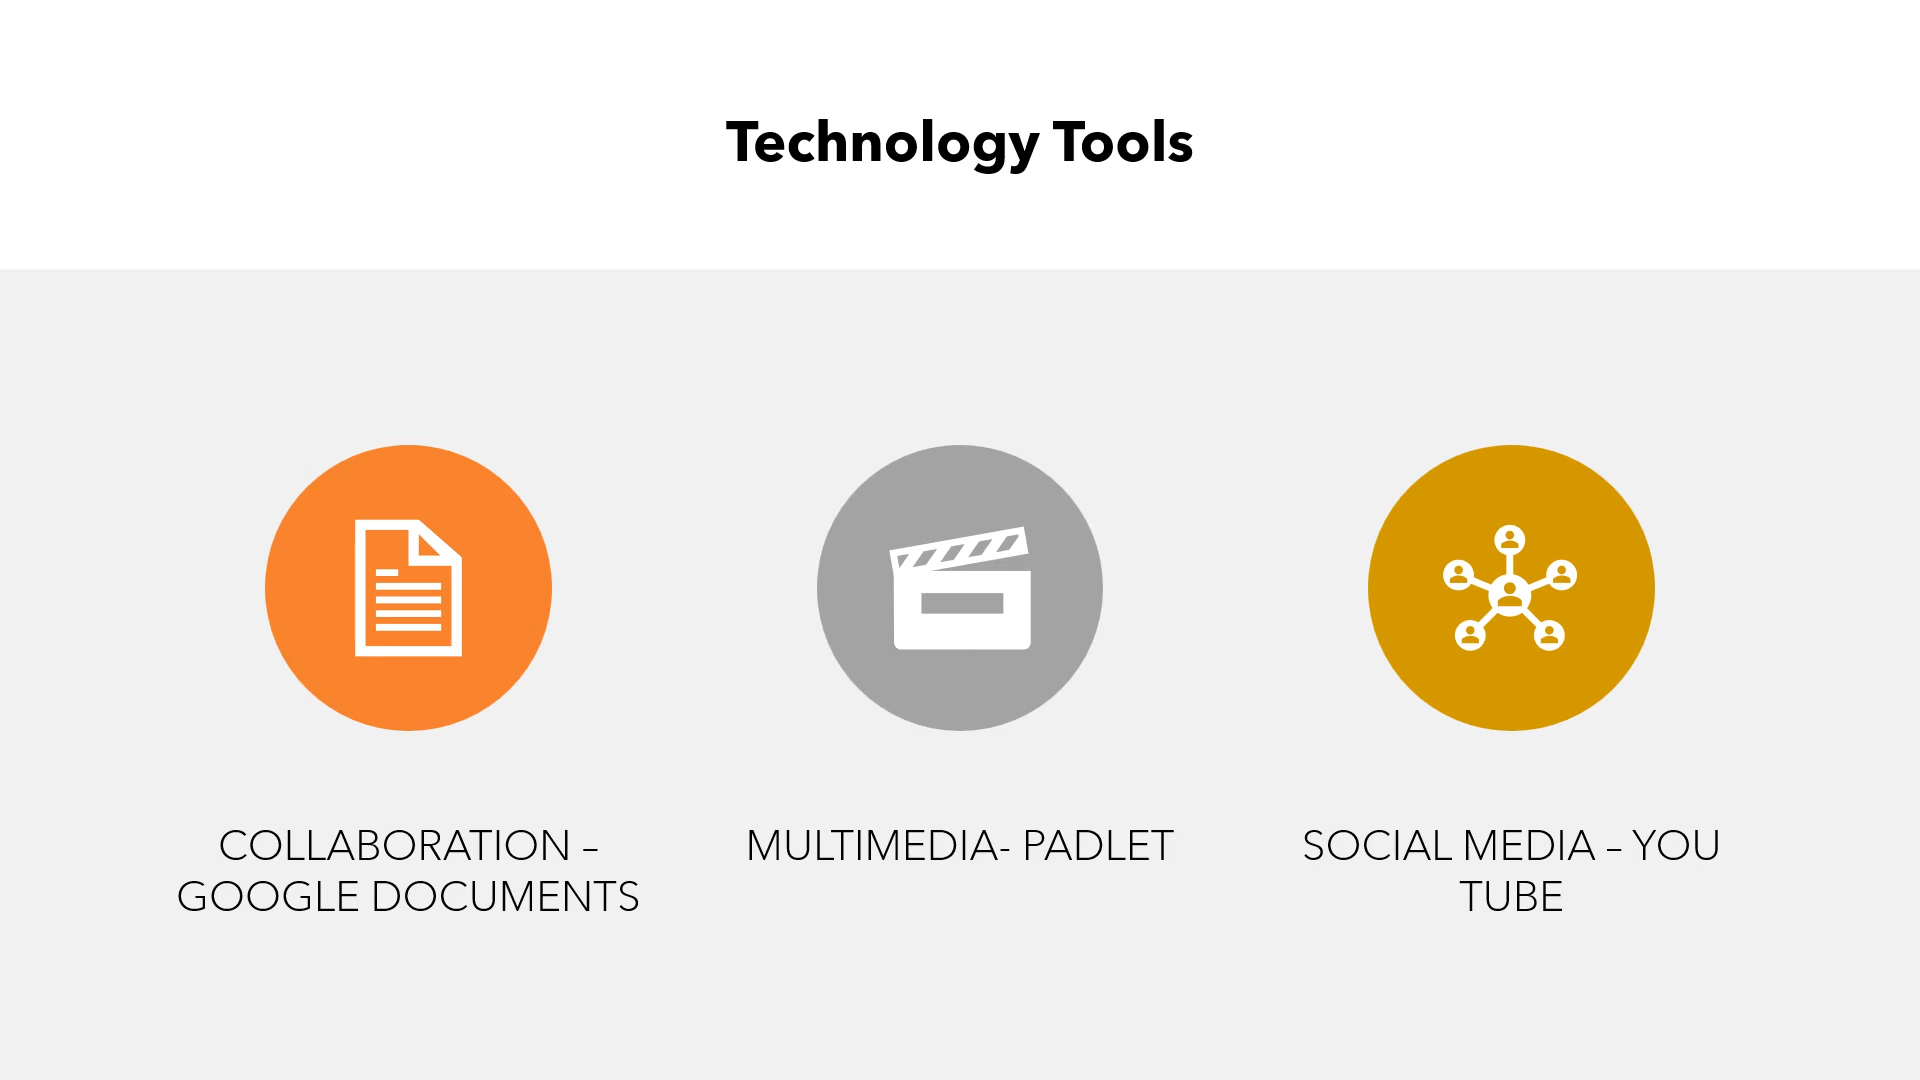 Technology Tools
COLLABORATION –
GOOGLE DOCUMENTS
MULTIMEDIA- PADLET
SOCIAL MEDIA – YOU
TUBE